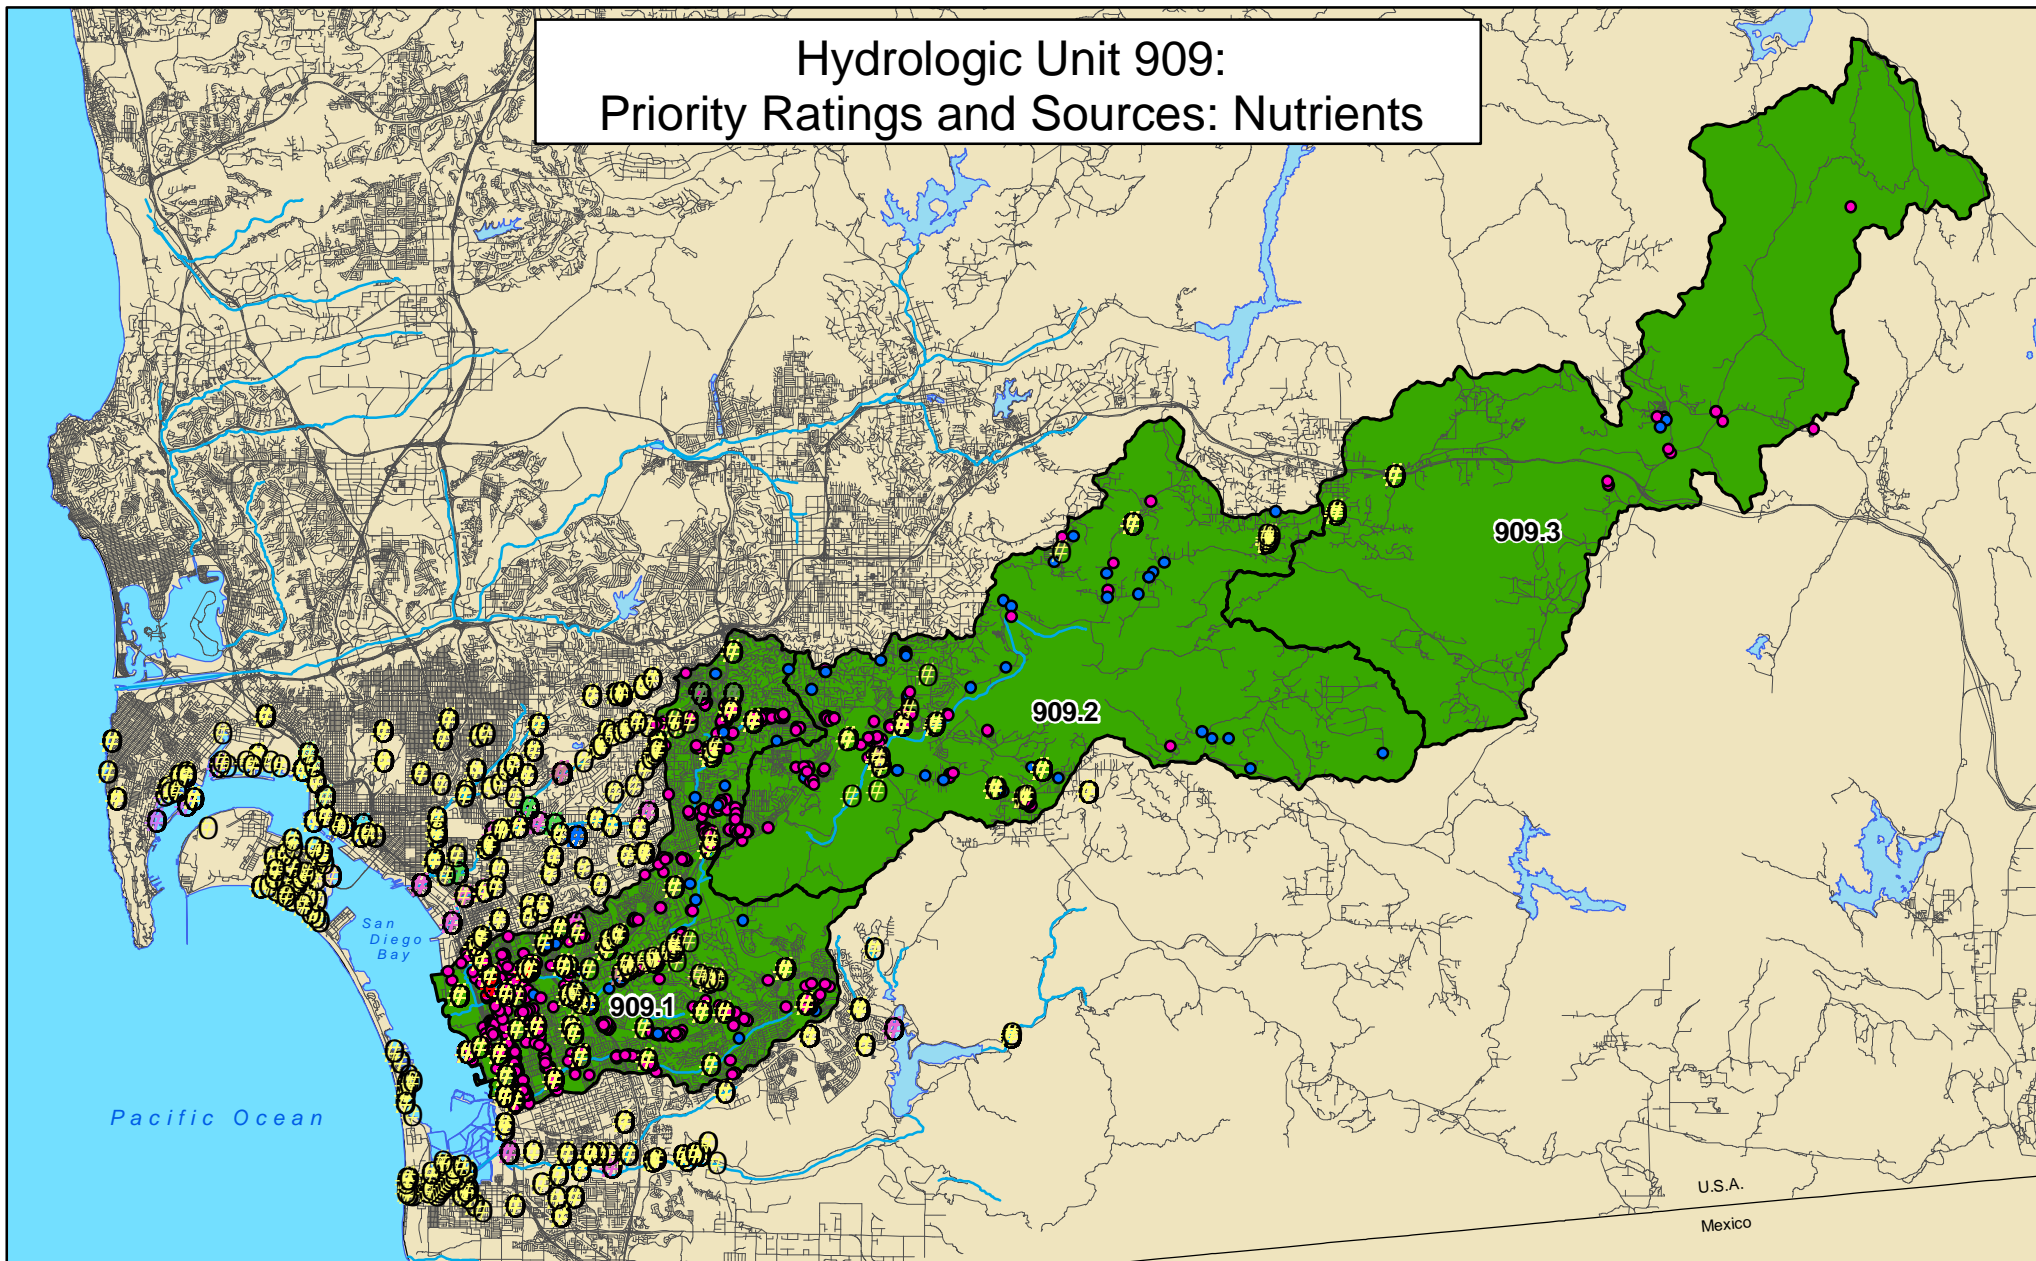 Hydrologic Unit 909:
Priority Ratings and Sources: Nutrients
909.3
909.2
San
Diego
Bay
909.1
Pacific Ocean
U.S.A.
Mexico